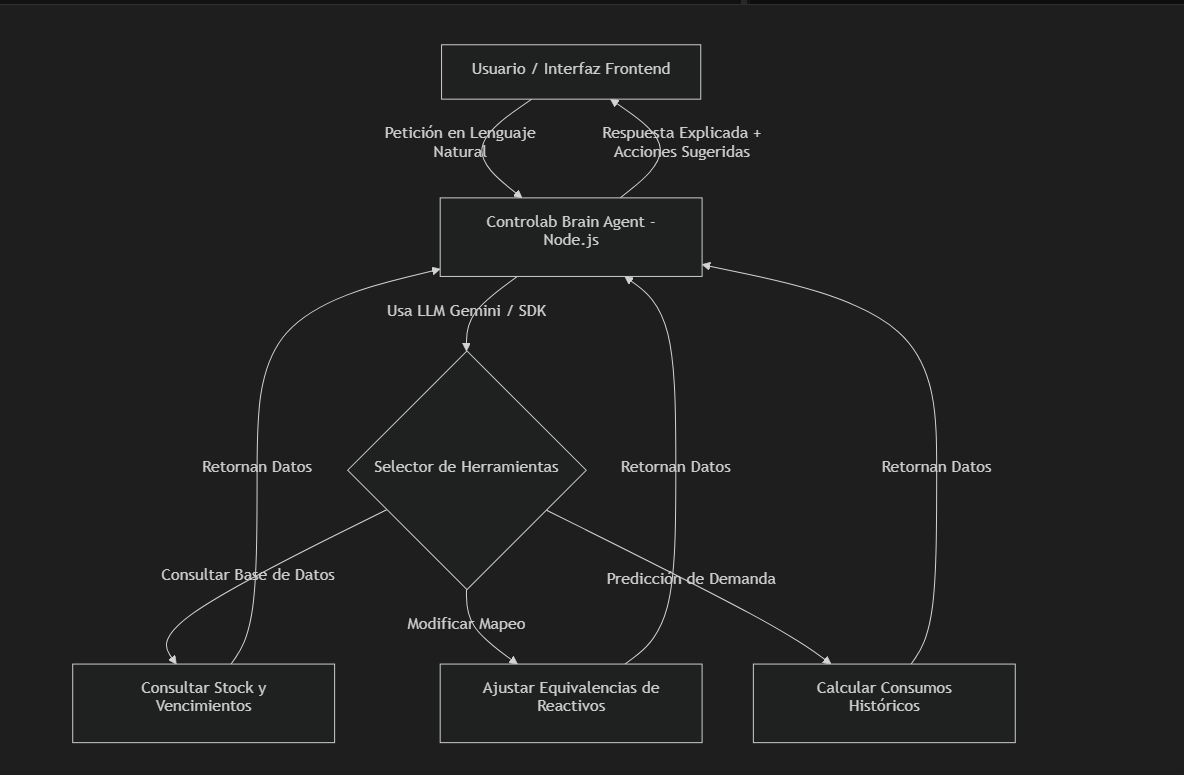 Usuario / Interfaz Frontend
Petición en Lenguaje
Natural
Respuesta Explicada +
Acciones Sugeridas
Controlab Brain Agent -
Node.js
Usa LLM Gemini / SDK
Retornan Datos
Selector de Herramientas
Retornan Datos
Retornan Datos
Consultar Base de Datos
Predicción de Demanda
Modificar Mapeo
Consultar Stock y
Vencimientos
Ajustar Equivalencias de
Reactivos
Calcular Consumos
Históricos